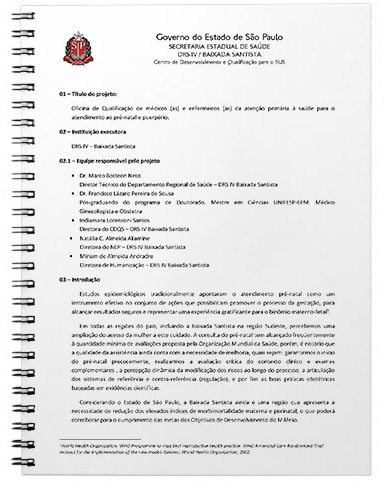 Governo do Estado de São Paulo
SECRETARIA ESTADUAL DE SAÚDE
DRS IV / BAIXADA SANTISTA
Centro de Desenvolvimento e Qualificação para o SUS
01 – Título do projeto:
Oficina de Qualificação de médicos [as] e enfermeiros [as] da atenção primária à saúde para o
atendimento ao pré-natal e puerpério.
02 – Instituição executora
DRS IV – Baixada Santista
02.1 – Equipe responsável pelo projeto
• Dr. Marco Botteon Neto
Diretor Técnico do Departamento Regional de Saúde – DRS IV Baixada Santista
• Dr. Francisco Lázaro Pereira de Sousa
Pós-graduando do programa de Doutorado. Mestre em Ciências UNIFESP-EPM. Médico
Ginecologista e Obstetra
• Indiamara Lorenconi Santos
Diretora do CDQS – DRS IV Baixada Santista
• Natália C. Almeida Altamine
Diretora do NEP – DRS IV Baixada Santista
• Miriam de Almeida Andradre
Diretora de Humanização – DRS IV Baixada Santista
03 – Introdução
Estudos epidemiológicos tradicionalmente apontaram o atendimento pré-natal como um
instrumento efetivo no conjunto de ações que possibilitam promover o processo da gestação, para
alcançar resultados seguros e representar uma experiência gratificante para o binômio materno-fetal¹.
Em todas as regiões do país, incluindo a Baixada Santista na região Sudeste, percebemos uma
ampliação do acesso da mulher a este cuidado. A consulta do pré-natal tem alcançado freqüentemente
à quantidade mínima de avaliações proposta pela Organização Mundial da Saúde, porém, é notório que
a qualidade da assistência ainda conta com a necessidade de melhoria, quais sejam: garantirmos o início
do pré-natal precocemente, realizarmos a avaliação crítica do contexto clínico e exames
complementares , a percepção dinâmica da modificação dos riscos ao longo do processo, a articulação
dos sistemas de referência e contra-referência (regulação), e por fim as boas práticas obstétricas
baseadas em evidências científicas.
Considerando o Estado de São Paulo, a Baixada Santista ainda é uma região que apresenta a
necessidade de redução dos elevados índices de morbimortalidade materna e perinatal, o que poderá
corroborar para o cumprimento das metas dos Objetivos de Desenvolvimento do Milênio.
¹World Health Organization. WHO Programme to map best reproductive health practice. WHO Antenatal Care Randomized Trial:
manual for the implementation of the new model. Geneva: World Health Organization; 2002